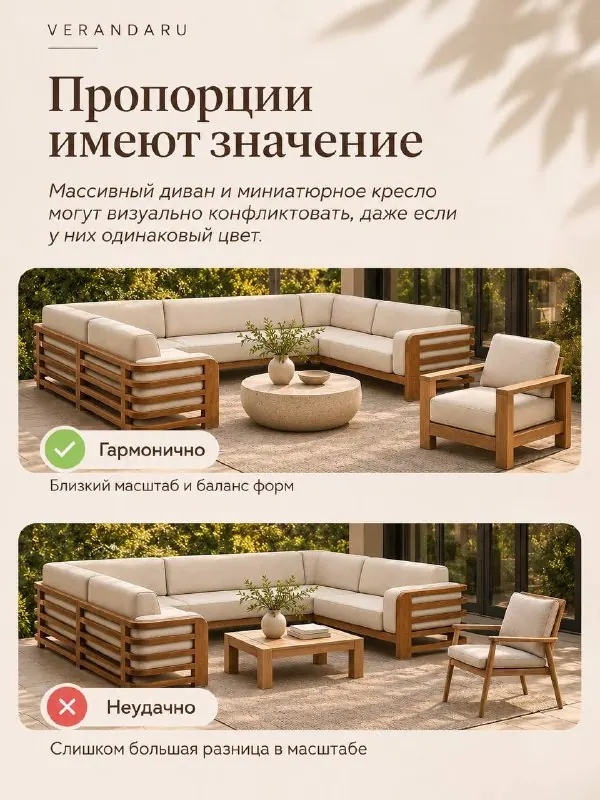 VERANDARU
Пропорции
имеют значение
Массивный диван и миниатюрное кресло
могут визуально конфликтовать, даже если
у них одинаковый цвет.
Гармонично
Близкий масштаб и баланс форм
Неудачно
Слишком большая разница в масштабе